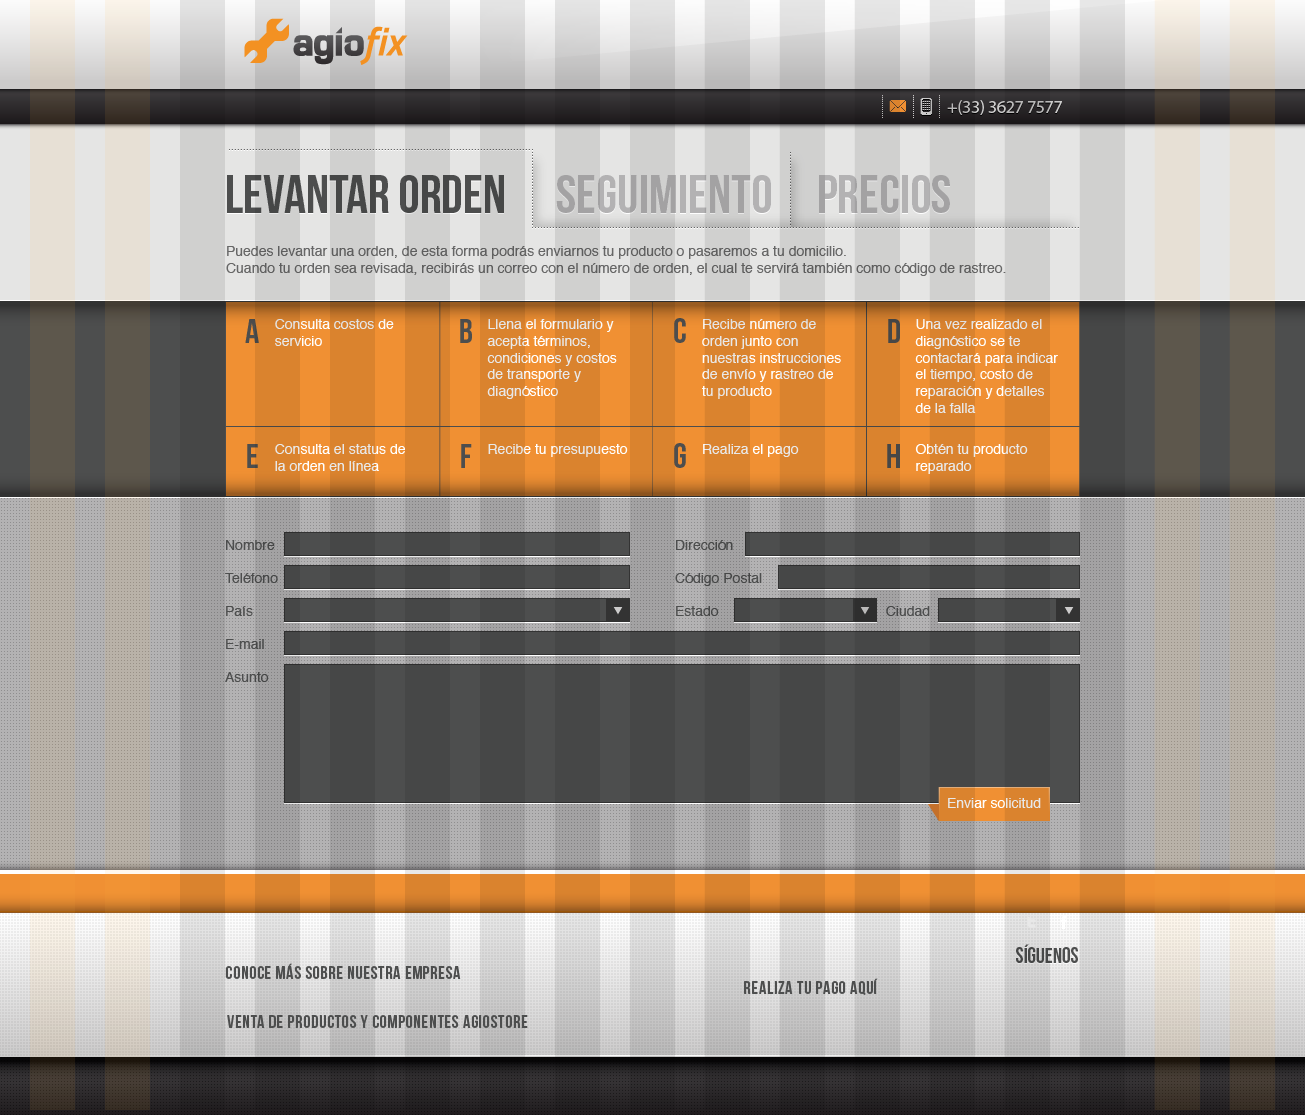 agiofix
+(33) 3627 7577
LEVANTAR ORDEN
SEGUIMIENTO
PRECIOS
Puedes levantar una orden, de esta forma podrás enviarnos tu producto o pasaremos a tu domicilio.
Cuando tu orden sea revisada, recibirás un correo con el número de orden, el cual te servirá también como código de rastreo.
A
Consulta costos de
servicio
B
Llena el formulario y
acepta términos,
condiciones y costos
de transporte y
diagnóstico
C
Recibe número de
orden junto con
nuestras instrucciones
de envío y rastreo de
tu producto
D
Una vez realizado el
diagnóstico se te
contactará para indicar
el tiempo, costo de
reparación y detalles
de la falla
E
Consulta el status de
la orden en línea
F
Recibe tu presupuesto
G
Realiza el pago
H
Obtén tu producto
reparado
Nombre
Dirección
Teléfono
Código Postal
País
Estado
Ciudad
E-mail
Asunto
Enviar solicitud
SÍGUENOS
CONOCE MÁS SOBRE NUESTRA EMPRESA
REALIZA TU PAGO AQUÍ
VENTA DE PRODUCTOS Y COMPONENTES AGIOSTORE